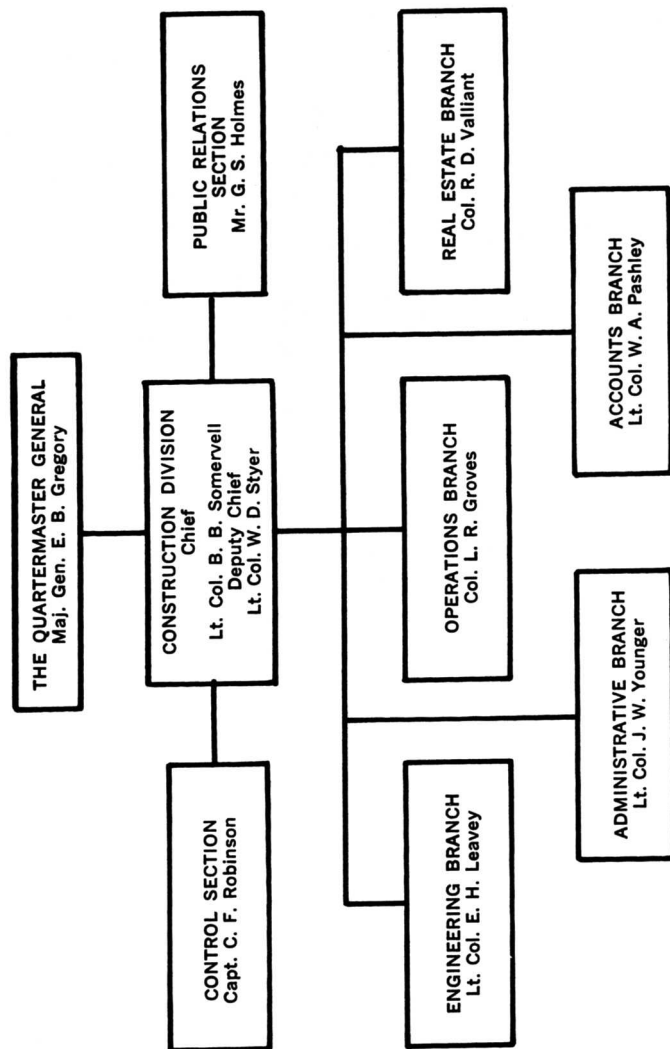 THE QUARTERMASTER GENERAL
Maj. Gen. E. B. Gregory
CONTROL SECTION
Capt. C. F. Robinson
CONSTRUCTION DIVISION
Chief
Lt. Col. B. B. Somervell
Deputy Chief
Lt. Col. W. D. Styer
PUBLIC RELATIONS
SECTION
Mr. G. S. Holmes
ENGINEERING BRANCH
Lt. Col. E. H. Leavey
OPERATIONS BRANCH
Col. L. R. Groves
REAL ESTATE BRANCH
Col. R. D. Valliant
ADMINISTRATIVE BRANCH
Lt. Col. J. W. Younger
ACCOUNTS BRANCH
Lt. Col. W. A. Pashley